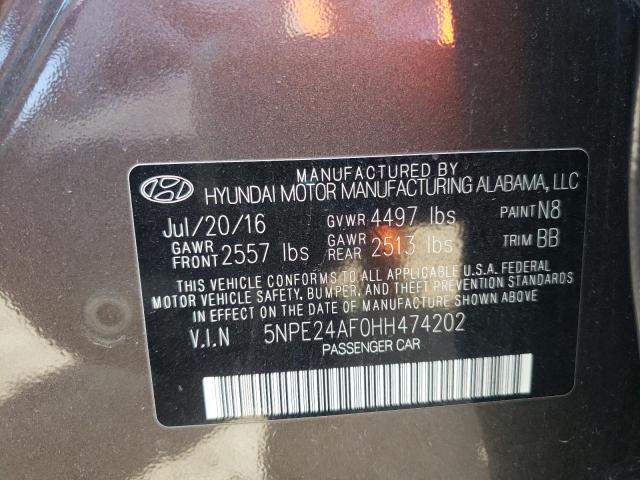 MANUFACTURED BY
HYUNDAI MOTOR MANUFACTURING ALABAMA, LLC
Jul/20/16 GVWR 4497 lbs PAINT N8
GAWR FRONT 2557 lbs GAWR REAR 2513 lbs TRIM BB
THIS VEHICLE CONFORMS TO ALL APPLICABLE U.S.A. FEDERAL
MOTOR VEHICLE SAFETY, BUMPER, AND THEFT PREVENTION STANDARDS
IN EFFECT ON THE DATE OF MANUFACTURE SHOWN ABOVE
V.I.N 5NPE24AF0HH474202
PASSENGER CAR